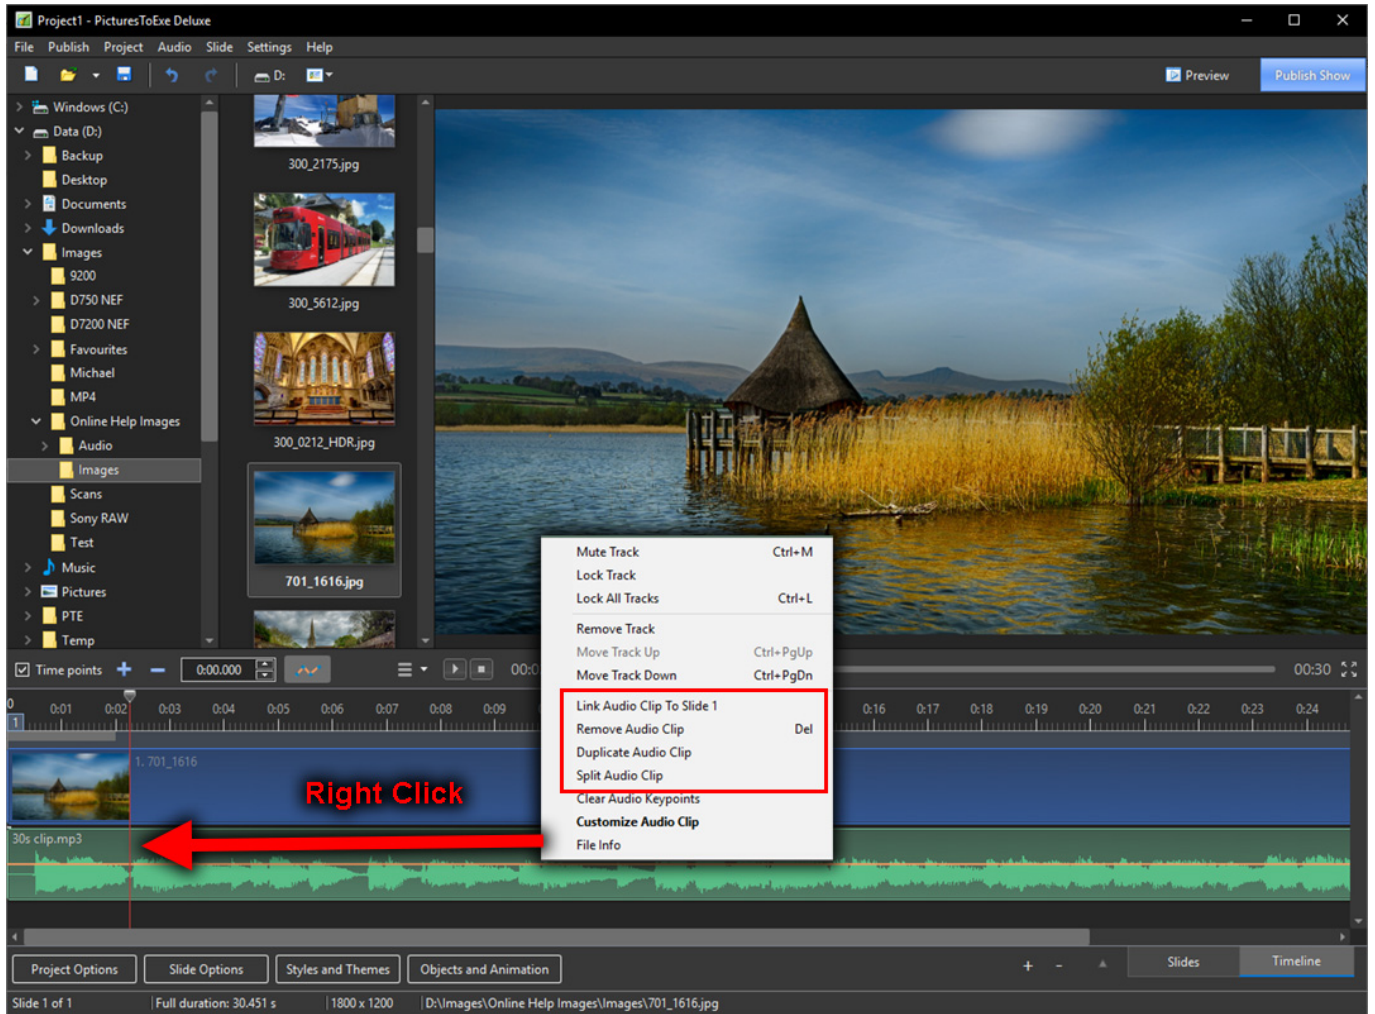 Project1 - PicturesToExe Deluxe
File Publish Project Audio Slide Settings Help
D:
Preview
Publish Show
Windows (C:)
Data (D:)
Backup
Desktop
Documents
Downloads
Images
9200
D750 NEF
D7200 NEF
Favourites
Michael
MP4
Online Help Images
Audio
Images
Scans
Sony RAW
Test
Music
Pictures
PTE
Temp
300_2175.jpg
300_5612.jpg
300_0212_HDR.jpg
701_1616.jpg
Mute Track Ctrl+M
Lock Track
Lock All Tracks Ctrl+L
Remove Track
Move Track Up Ctrl+PgUp
Move Track Down Ctrl+PgDn
Link Audio Clip To Slide 1
Remove Audio Clip Del
Duplicate Audio Clip
Split Audio Clip
Clear Audio Keypoints
Customize Audio Clip
File Info
Time points + - 0:00.000 00:30
0 0:01 0:02 0:03 0:04 0:05 0:06 0:07 0:08 0:09 0:16 0:17 0:18 0:19 0:20 0:21 0:22 0:23 0:24
1
1. 701_1616
Right Click
30s clip.mp3
Project Options Slide Options Styles and Themes Objects and Animation + - Slides Timeline
Slide 1 of 1 Full duration: 30.451 s 1800 x 1200 D:\Images\Online Help Images\Images\701_1616.jpg